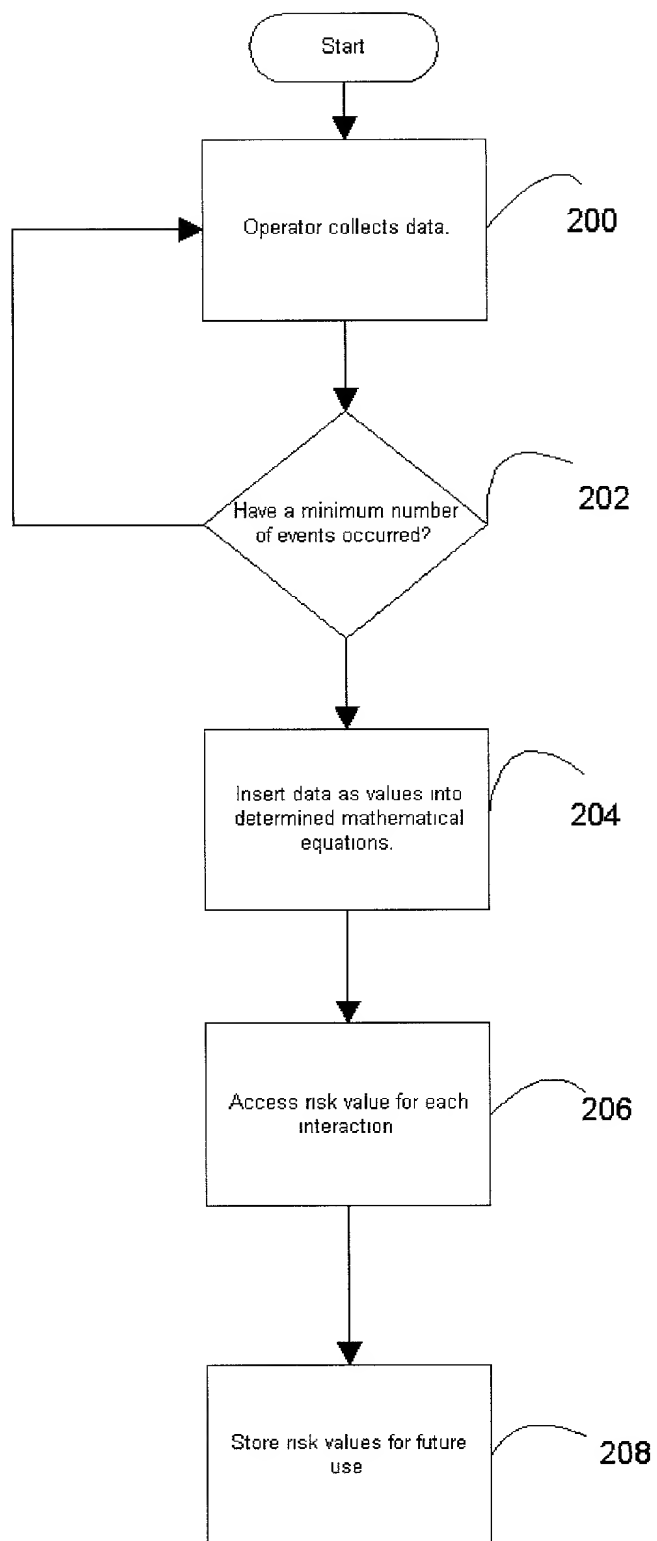 Start
Operator collects data.
200
Have a minimum number
of events occurred?
202
Insert data as values into
determined mathematical
equations.
204
Access risk value for each
interaction
206
Store risk values for future
use
208